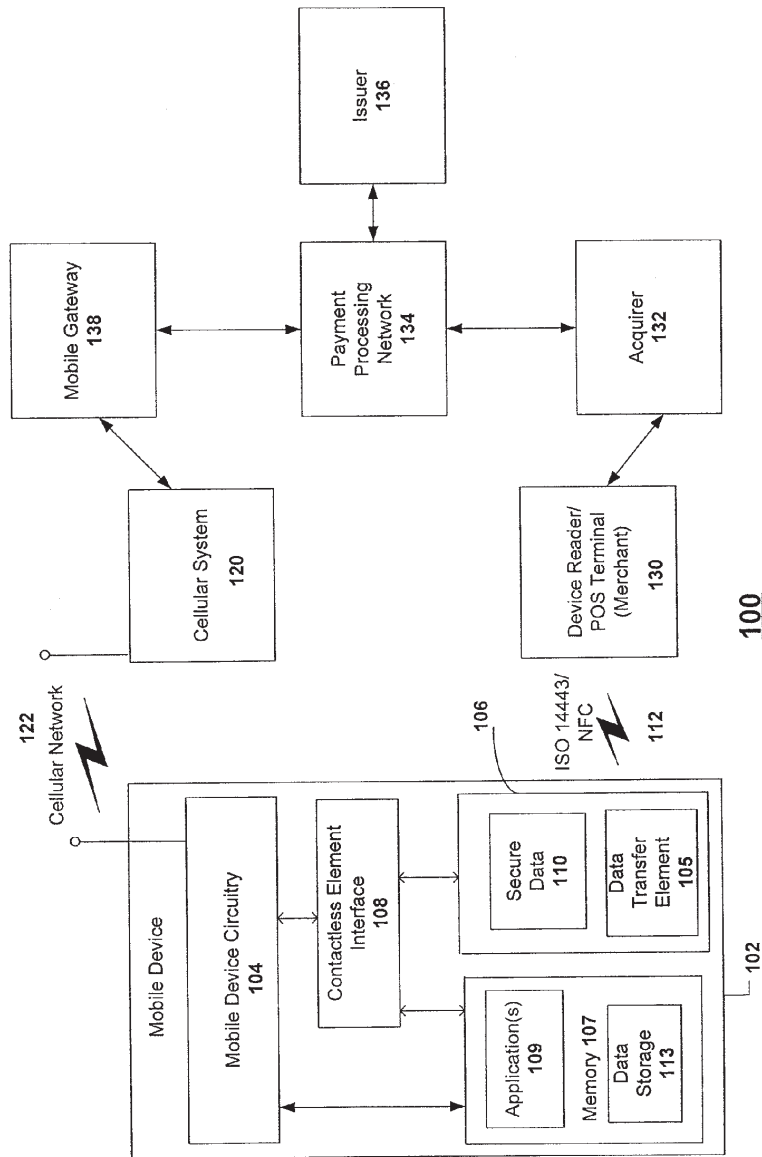 Mobile Device
Mobile Device Circuitry
104
Contactless Element
Interface
108
Application(s)
109
Memory 107
Data
Storage
113
Secure
Data
110
Data
Transfer
Element
105
106
102
122
Cellular Network
ISO 14443/
NFC
112
Cellular System
120
Device Reader/
POS Terminal
(Merchant)
130
Mobile Gateway
138
Payment
Processing
Network
134
Acquirer
132
Issuer
136
100